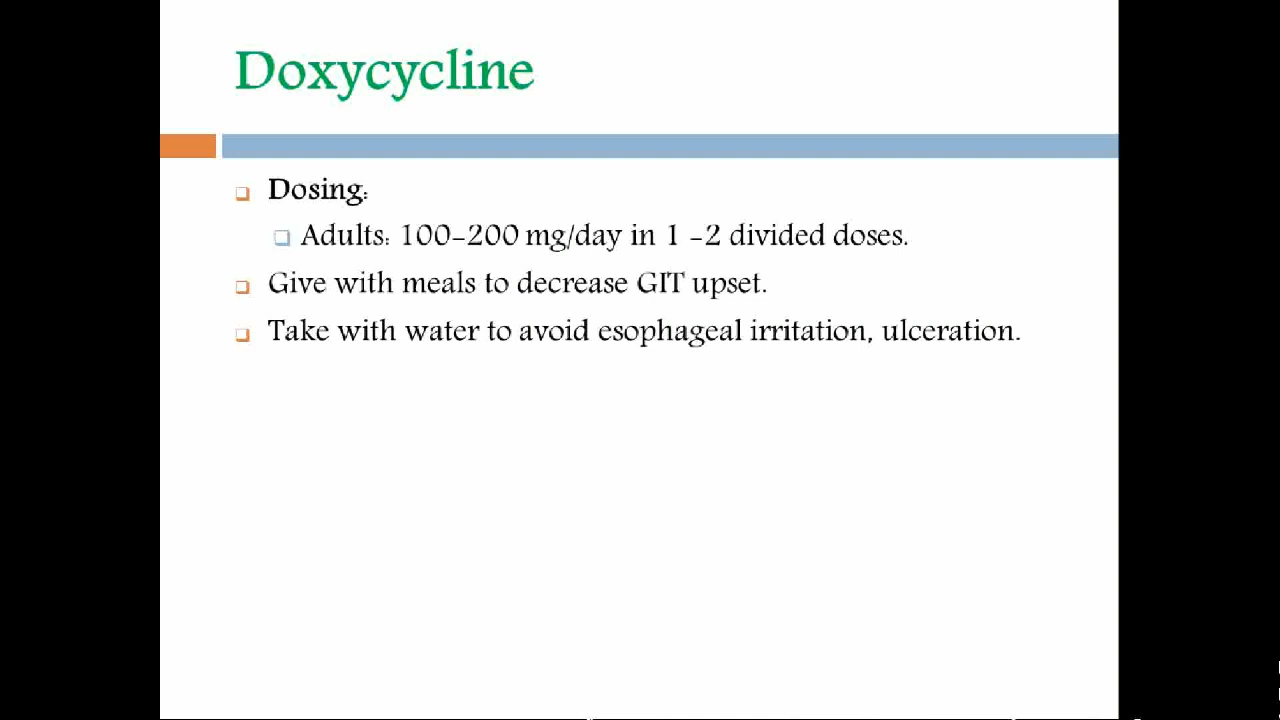 Doxycycline
Dosing:
Adults: 100-200 mg/day in 1 -2 divided doses.
Give with meals to decrease GIT upset.
Take with water to avoid esophageal irritation, ulceration.